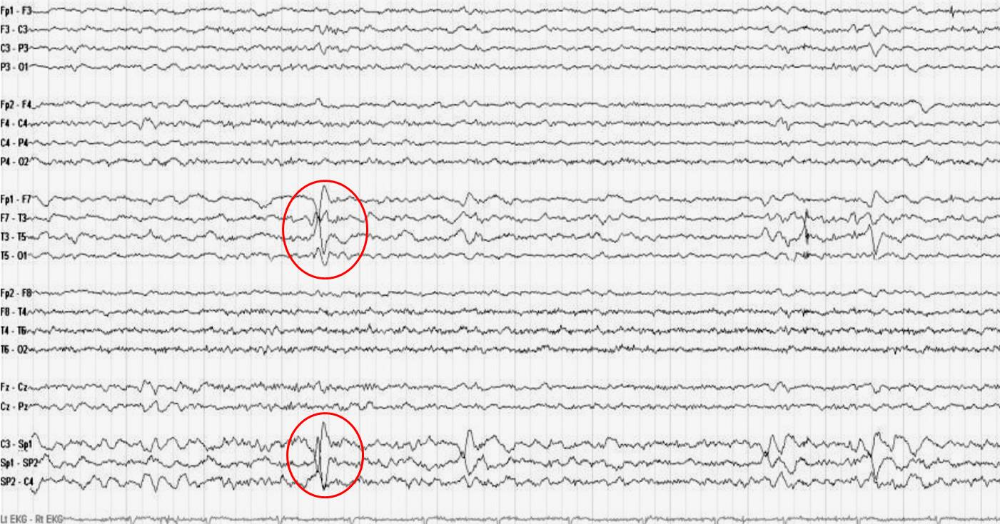 Fp1 - F3
F3 - C3
C3 - P3
P3 - O1
Fp2 - F4
F4 - C4
C4 - P4
P4 - O2
Fp1 - F7
F7 - T3
T3 - T5
T5 - O1
Fp2 - F8
F8 - T4
T4 - T6
T6 - O2
Fz - Cz
Cz - Pz
C3 - Sp1
Sp1 - SP2
SP2 - C4
Lt EKG - Rt EKG